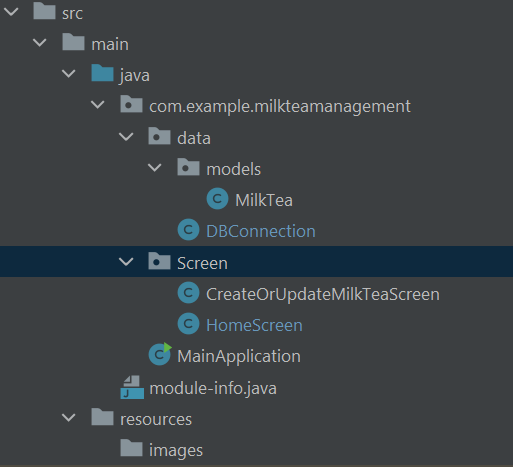 src
main
java
com.example.milkteamanagement
data
models
MilkTea
DBConnection
Screen
CreateOrUpdateMilkTeaScreen
HomeScreen
MainApplication
module-info.java
resources
images